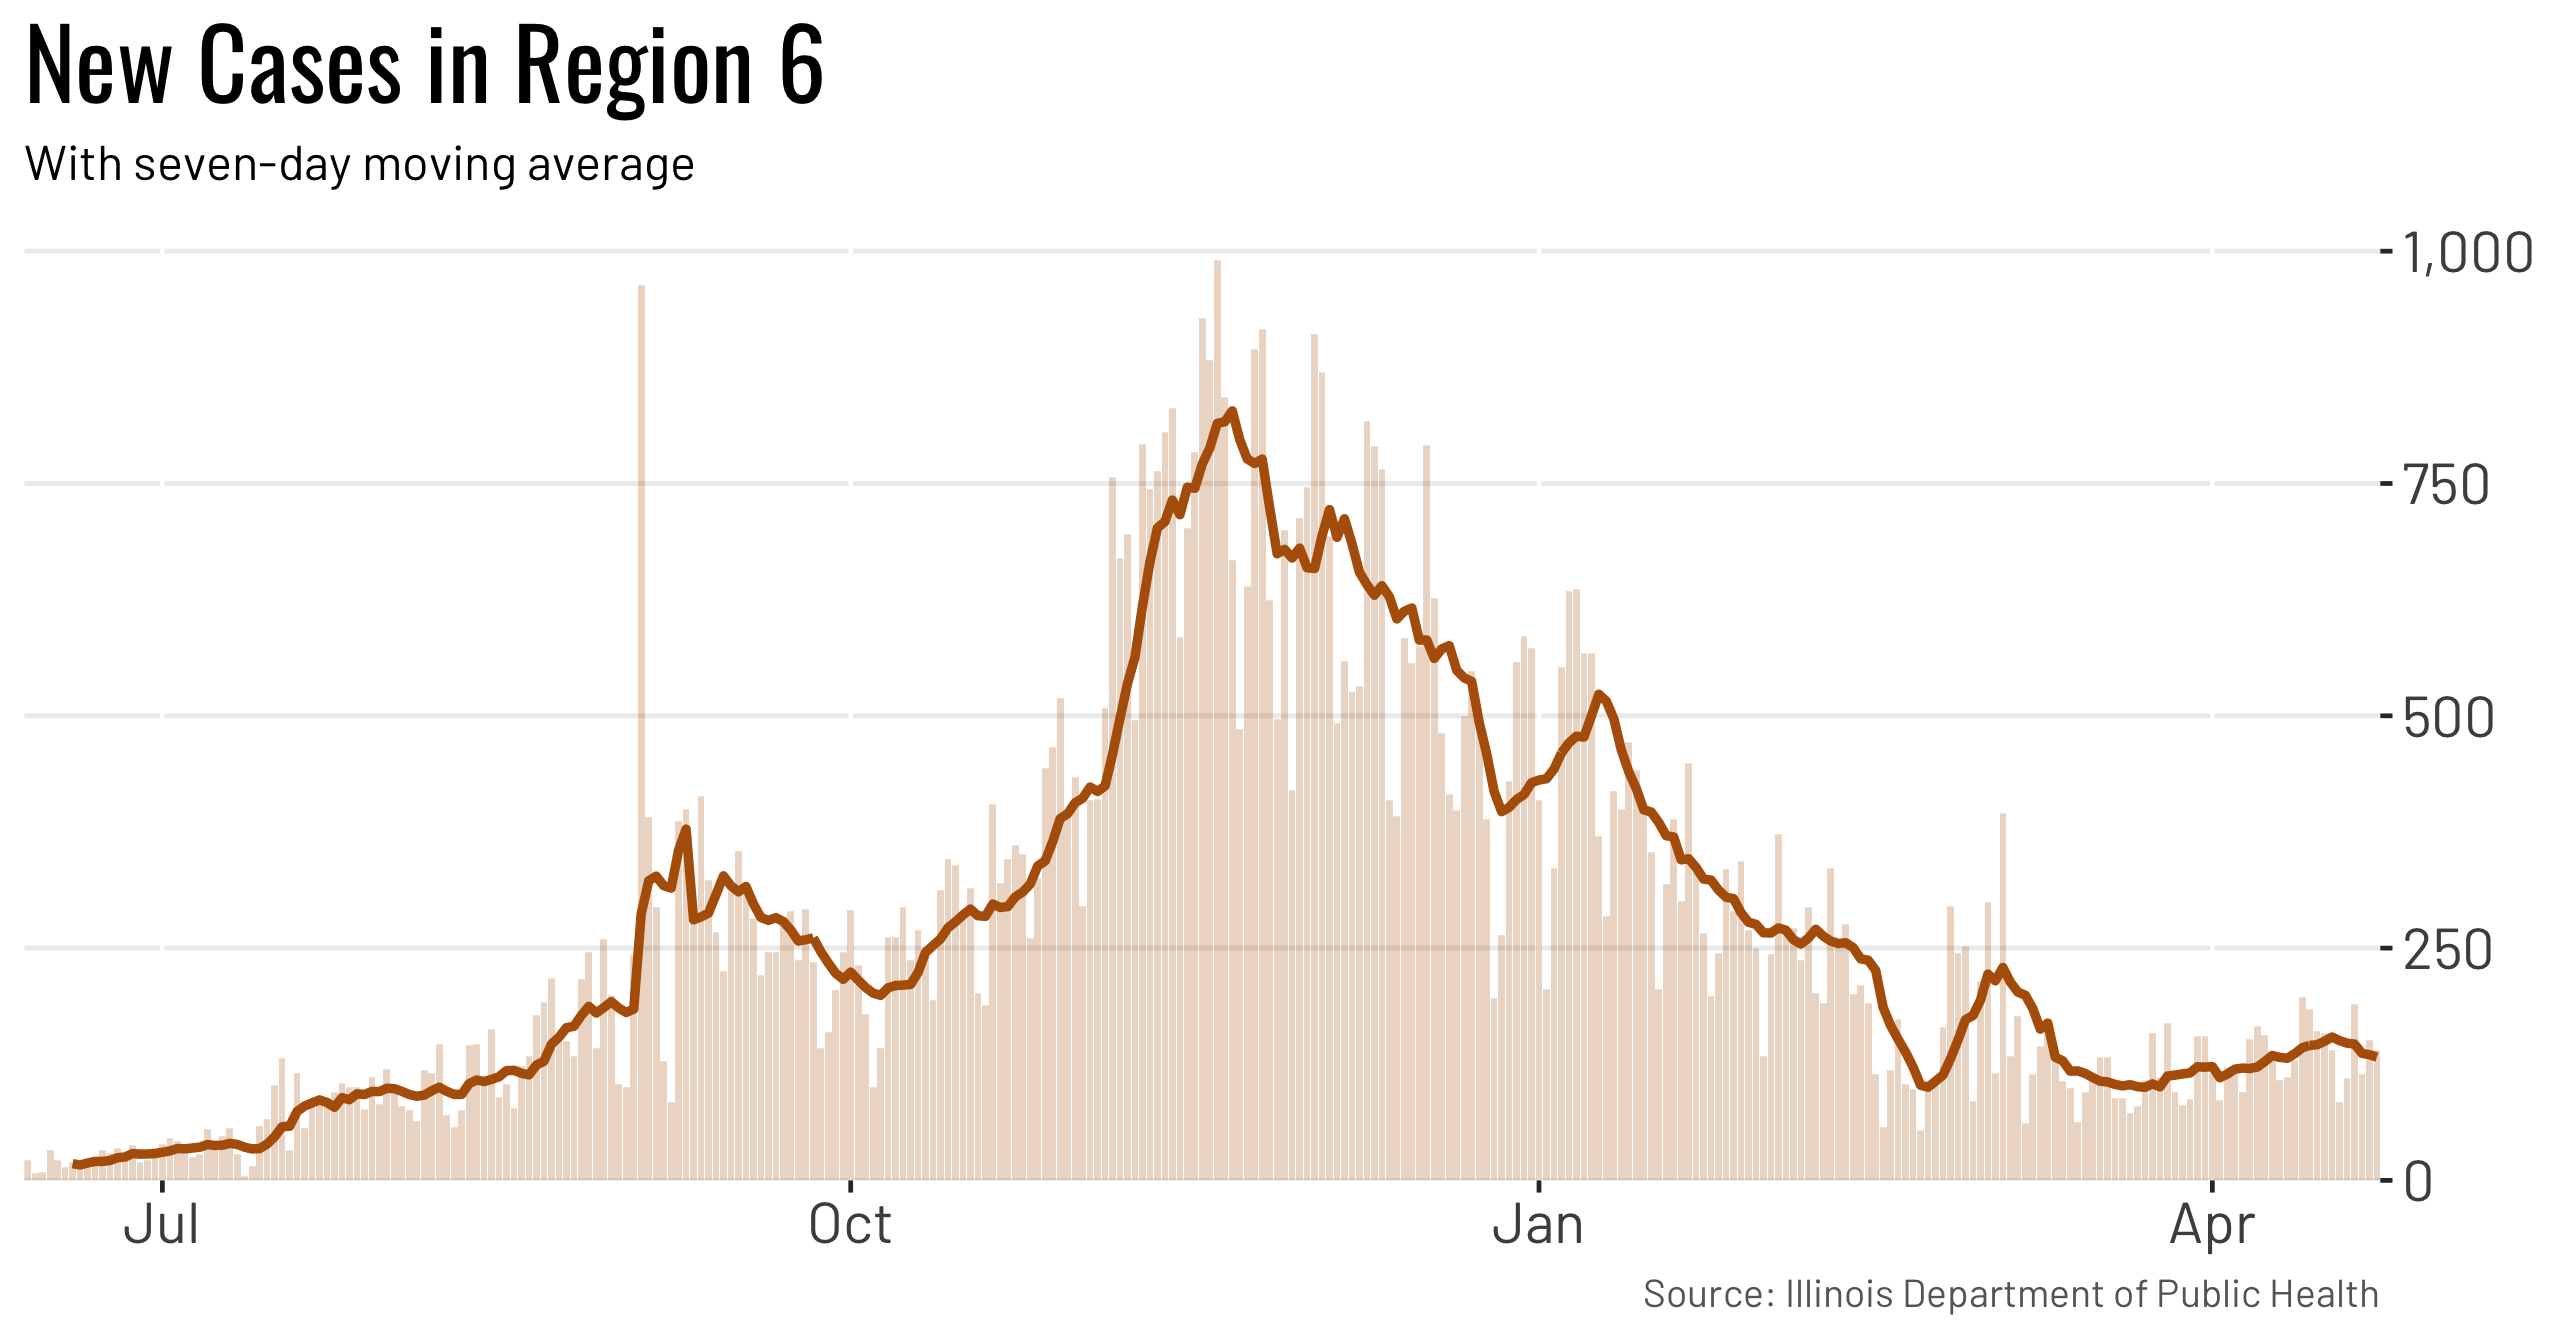 New Cases in Region 6
With seven-day moving average
1,000
750
500
250
0
Jul Oct Jan Apr
Source: Illinois Department of Public Health